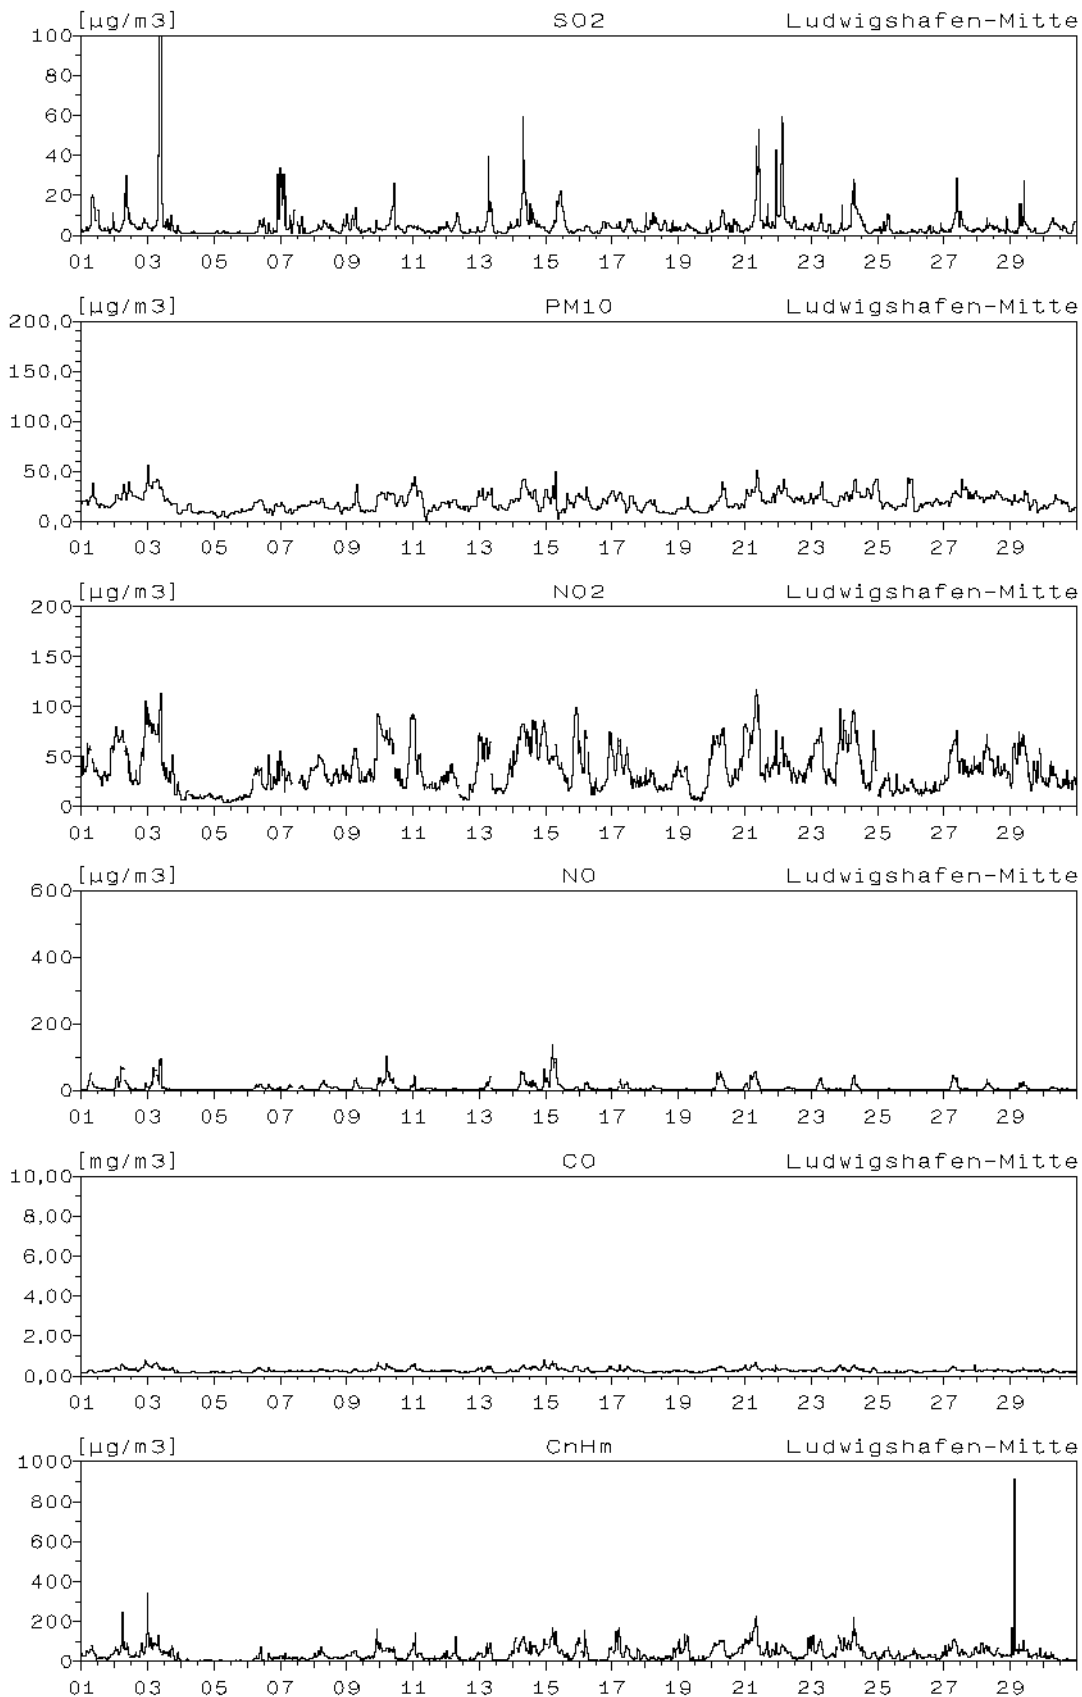 [µg/m3] SO2 Ludwigshafen-Mitte
100
80
60
40
20
0
01 03 05 07 09 11 13 15 17 19 21 23 25 27 29
[µg/m3] PM10 Ludwigshafen-Mitte
200,0
150,0
100,0
50,0
0,0
01 03 05 07 09 11 13 15 17 19 21 23 25 27 29
[µg/m3] NO2 Ludwigshafen-Mitte
200
150
100
50
0
01 03 05 07 09 11 13 15 17 19 21 23 25 27 29
[µg/m3] NO Ludwigshafen-Mitte
600
400
200
0
01 03 05 07 09 11 13 15 17 19 21 23 25 27 29
[mg/m3] CO Ludwigshafen-Mitte
10,00
8,00
6,00
4,00
2,00
0,00
01 03 05 07 09 11 13 15 17 19 21 23 25 27 29
[µg/m3] CnHm Ludwigshafen-Mitte
1000
800
600
400
200
0
01 03 05 07 09 11 13 15 17 19 21 23 25 27 29